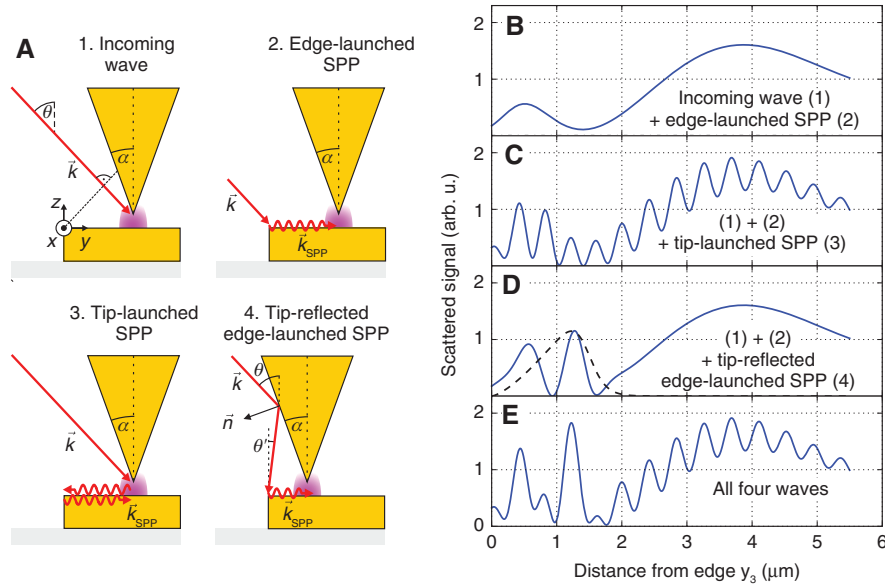 A
1. Incoming
wave
θ
α
k⃗
z
x
y
2. Edge-launched
SPP
α
k⃗
k⃗SPP
3. Tip-launched
SPP
α
k⃗
k⃗SPP
4. Tip-reflected
edge-launched SPP
θ
k⃗
n⃗
α
θ'
k⃗SPP
Scattered signal (arb. u.)
B
2
1
Incoming wave (1)
+ edge-launched SPP (2)
C
2
1
0
(1) + (2)
+ tip-launched SPP (3)
D
2
1
0
(1) + (2)
+ tip-reflected
edge-launched SPP (4)
E
2
1
0
All four waves
0 1 2 3 4 5 6
Distance from edge y3 (μm)